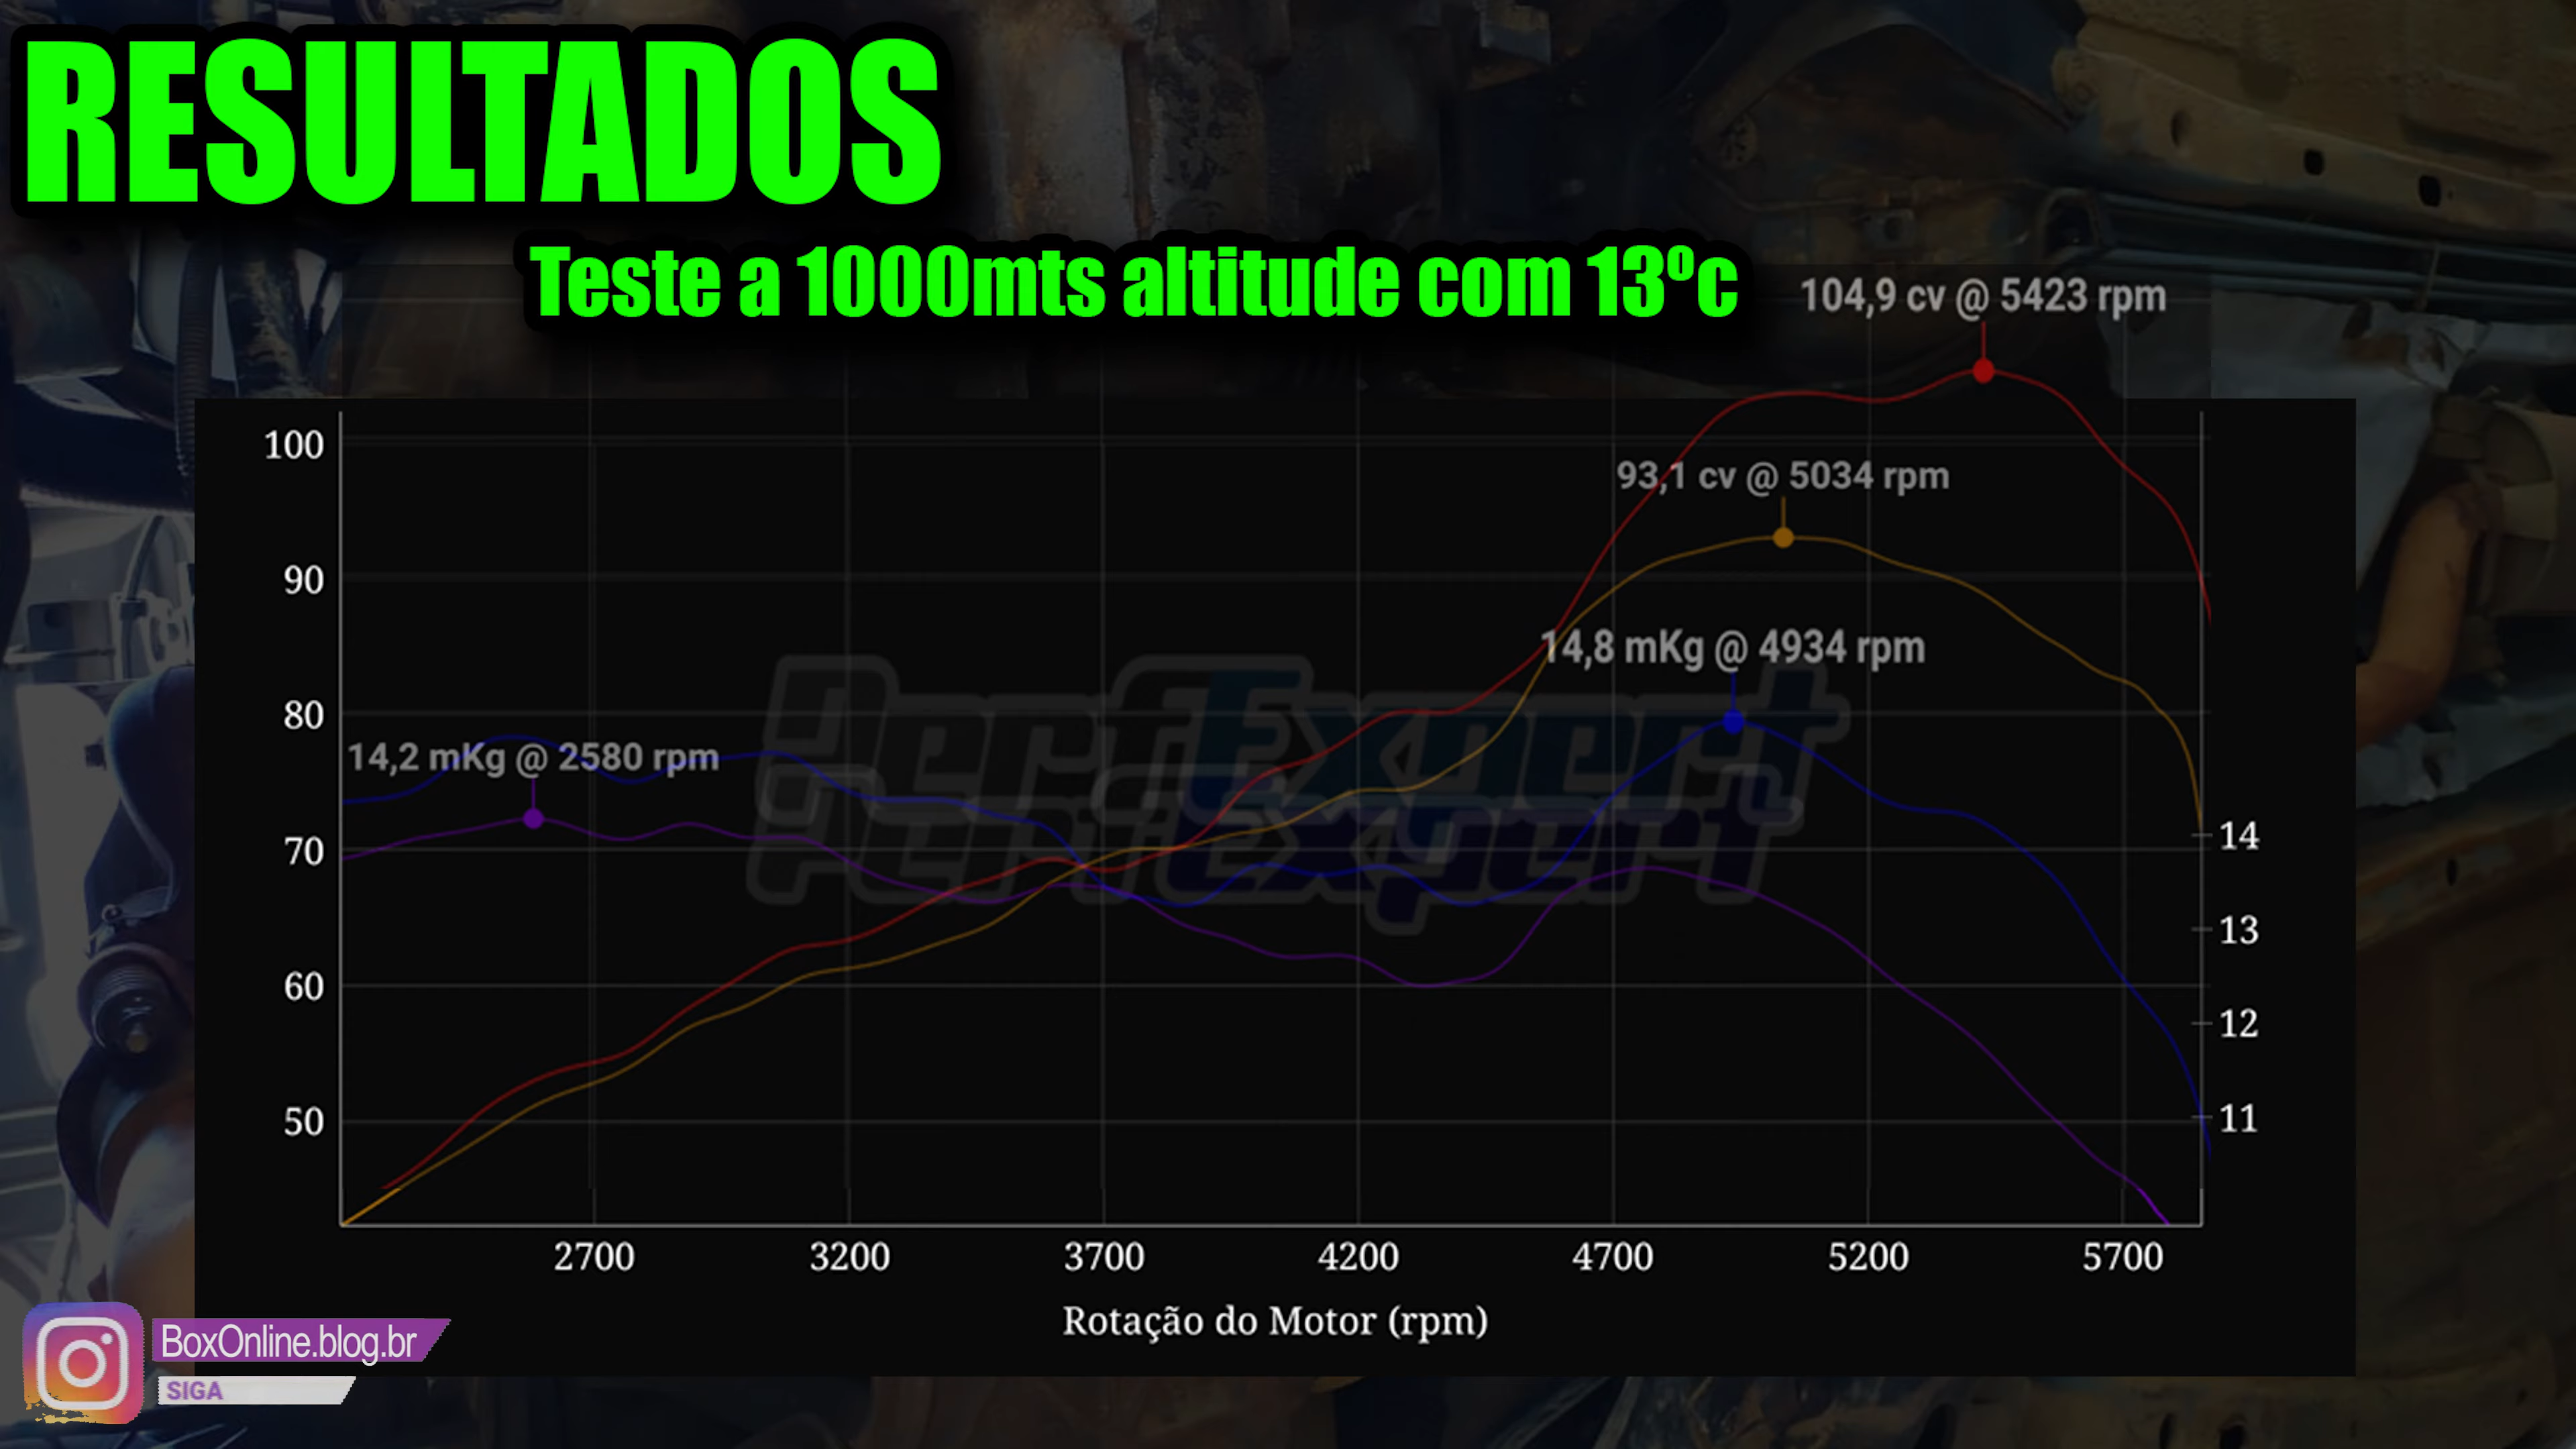 RESULTADOS
Teste a 1000mts altitude com 13ºc
104,9 cv @ 5423 rpm
93,1 cv @ 5034 rpm
14,8 mKg @ 4934 rpm
14,2 mKg @ 2580 rpm
PerfExpert
PerfExpert
100
90
80
70
60
50
14
13
12
11
2700 3200 3700 4200 4700 5200 5700
Rotação do Motor (rpm)
BoxOnline.blog.br
SIGA